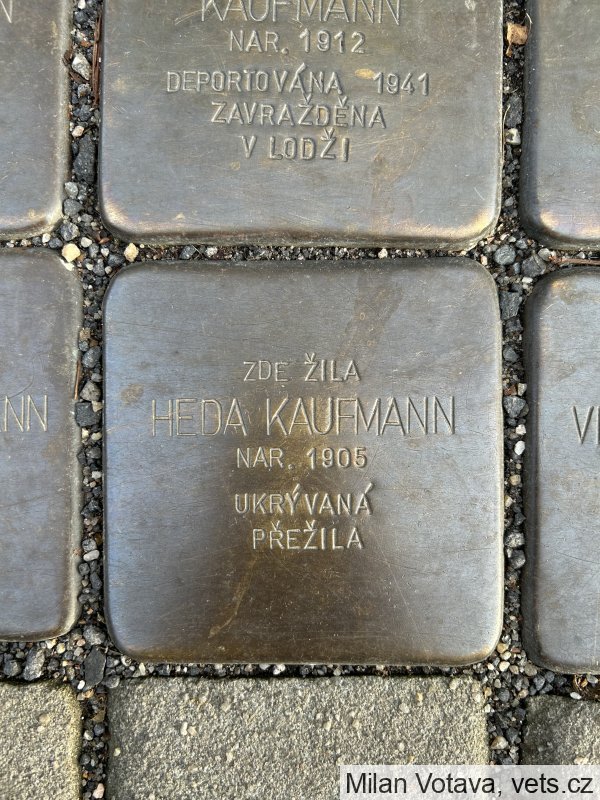 KAUFMANN
NAR. 1912
DEPORTOVÁNA 1941
ZAVRAŽDĚNA
V LODŽI
ZDE ŽILA
HEDA KAUFMANN
NAR. 1905
UKRÝVANÁ
PŘEŽILA
Milan Votava, vets.cz